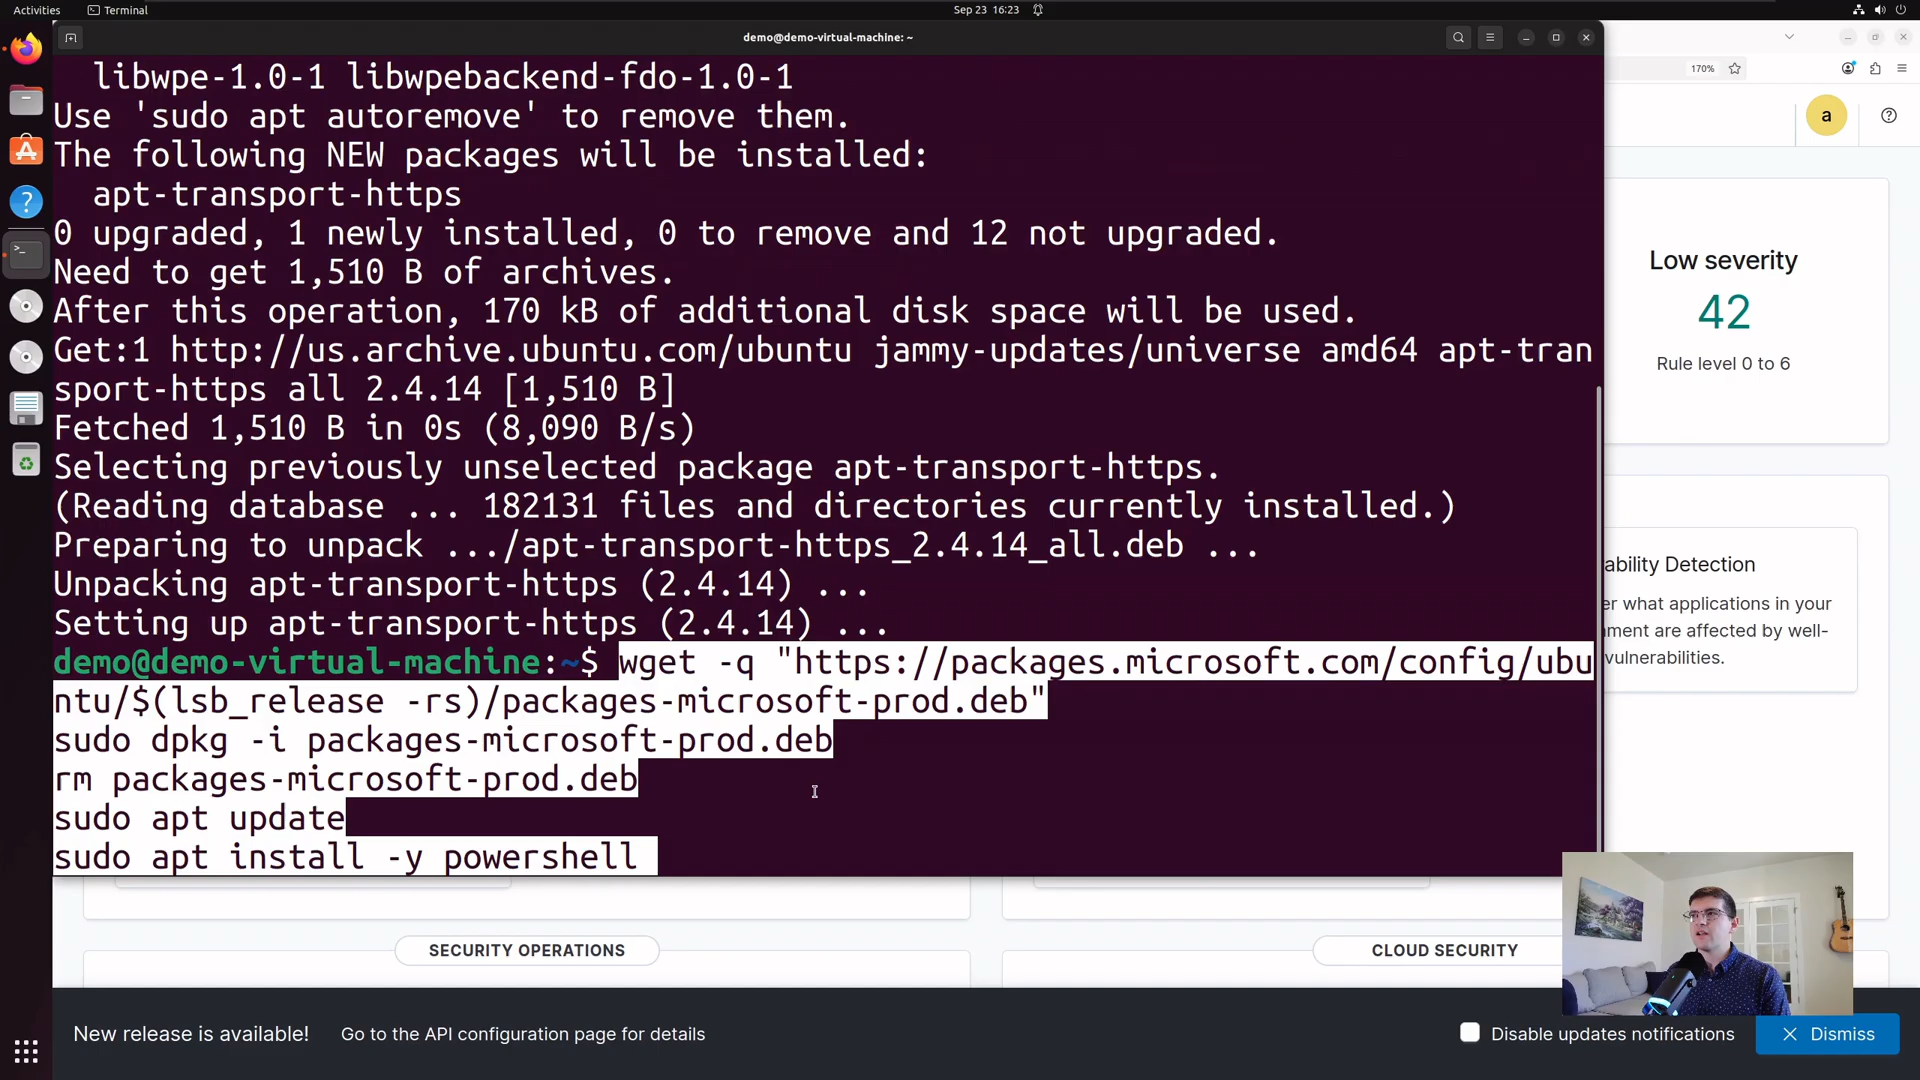 Activities
Terminal
Sep 23 16:23
demo@demo-virtual-machine: ~
170%
libwpe-1.0-1 libwpebackend-fdo-1.0-1
Use 'sudo apt autoremove' to remove them.
The following NEW packages will be installed:
apt-transport-https
0 upgraded, 1 newly installed, 0 to remove and 12 not upgraded.
Need to get 1,510 B of archives.
After this operation, 170 kB of additional disk space will be used.
Get:1 http://us.archive.ubuntu.com/ubuntu jammy-updates/universe amd64 apt-tran
sport-https all 2.4.14 [1,510 B]
Fetched 1,510 B in 0s (8,090 B/s)
Selecting previously unselected package apt-transport-https.
(Reading database ... 182131 files and directories currently installed.)
Preparing to unpack .../apt-transport-https_2.4.14_all.deb ...
Unpacking apt-transport-https (2.4.14) ...
Setting up apt-transport-https (2.4.14) ...
demo@demo-virtual-machine:~$ wget -q "https://packages.microsoft.com/config/ubu
ntu/$(lsb_release -rs)/packages-microsoft-prod.deb"
sudo dpkg -i packages-microsoft-prod.deb
rm packages-microsoft-prod.deb
sudo apt update
sudo apt install -y powershell
a
Low severity
42
Rule level 0 to 6
ability Detection
er what applications in your
nment are affected by well-
vulnerabilities.
SECURITY OPERATIONS
CLOUD SECURITY
New release is available!
Go to the API configuration page for details
Disable updates notifications
Dismiss